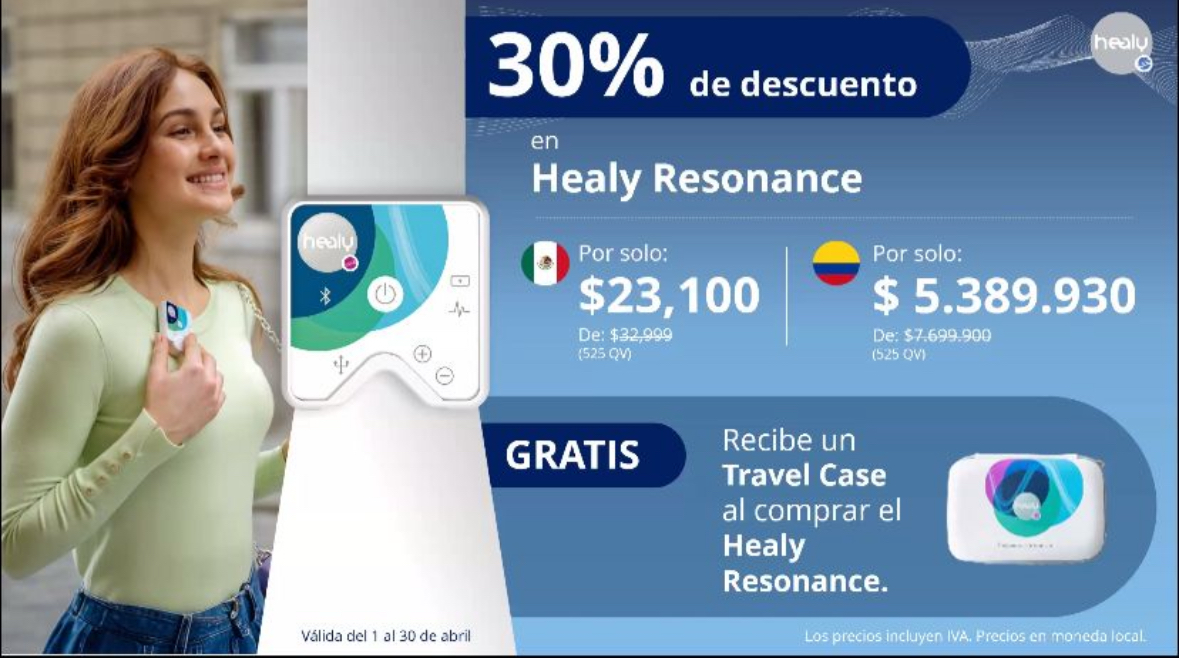 30% de descuento
healy
en
Healy Resonance
healy
Por solo:
$23,100
De: $32,999
(525 QV)
Por solo:
$ 5.389.930
De: $7.699.900
(525 QV)
GRATIS
Recibe un
Travel Case
al comprar el
Healy
Resonance.
healy
Válida del 1 al 30 de abril
Los precios incluyen IVA. Precios en moneda local.